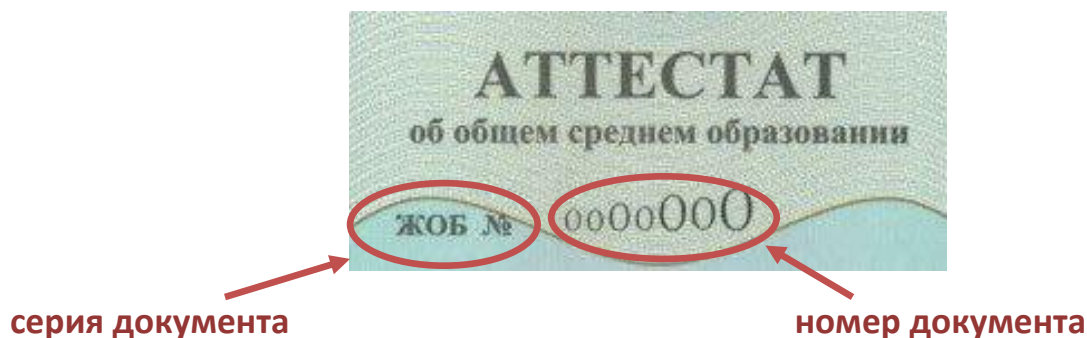 АТТЕСТАТ
об общем среднем образовании
ЖОБ № 0000000
серия документа
номер документа